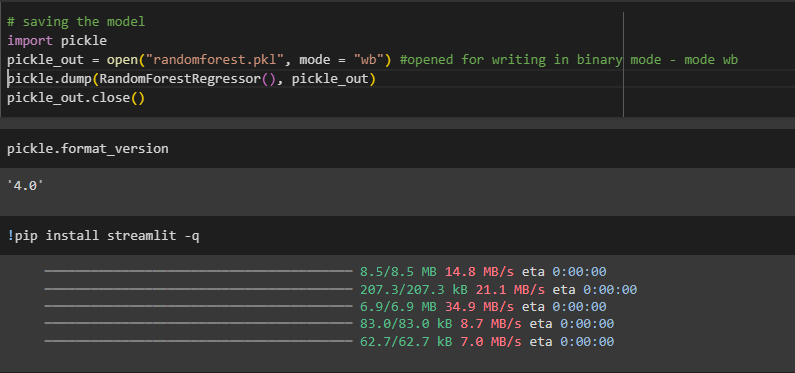 # saving the model
import pickle
pickle_out = open("randomforest.pkl", mode = "wb") #opened for writing in binary mode - mode wb
pickle.dump(RandomForestRegressor(), pickle_out)
pickle_out.close()
pickle.format_version
'4.0'
!pip install streamlit -q
8.5/8.5 MB 14.8 MB/s eta 0:00:00
207.3/207.3 kB 21.1 MB/s eta 0:00:00
6.9/6.9 MB 34.9 MB/s eta 0:00:00
83.0/83.0 kB 8.7 MB/s eta 0:00:00
62.7/62.7 kB 7.0 MB/s eta 0:00:00